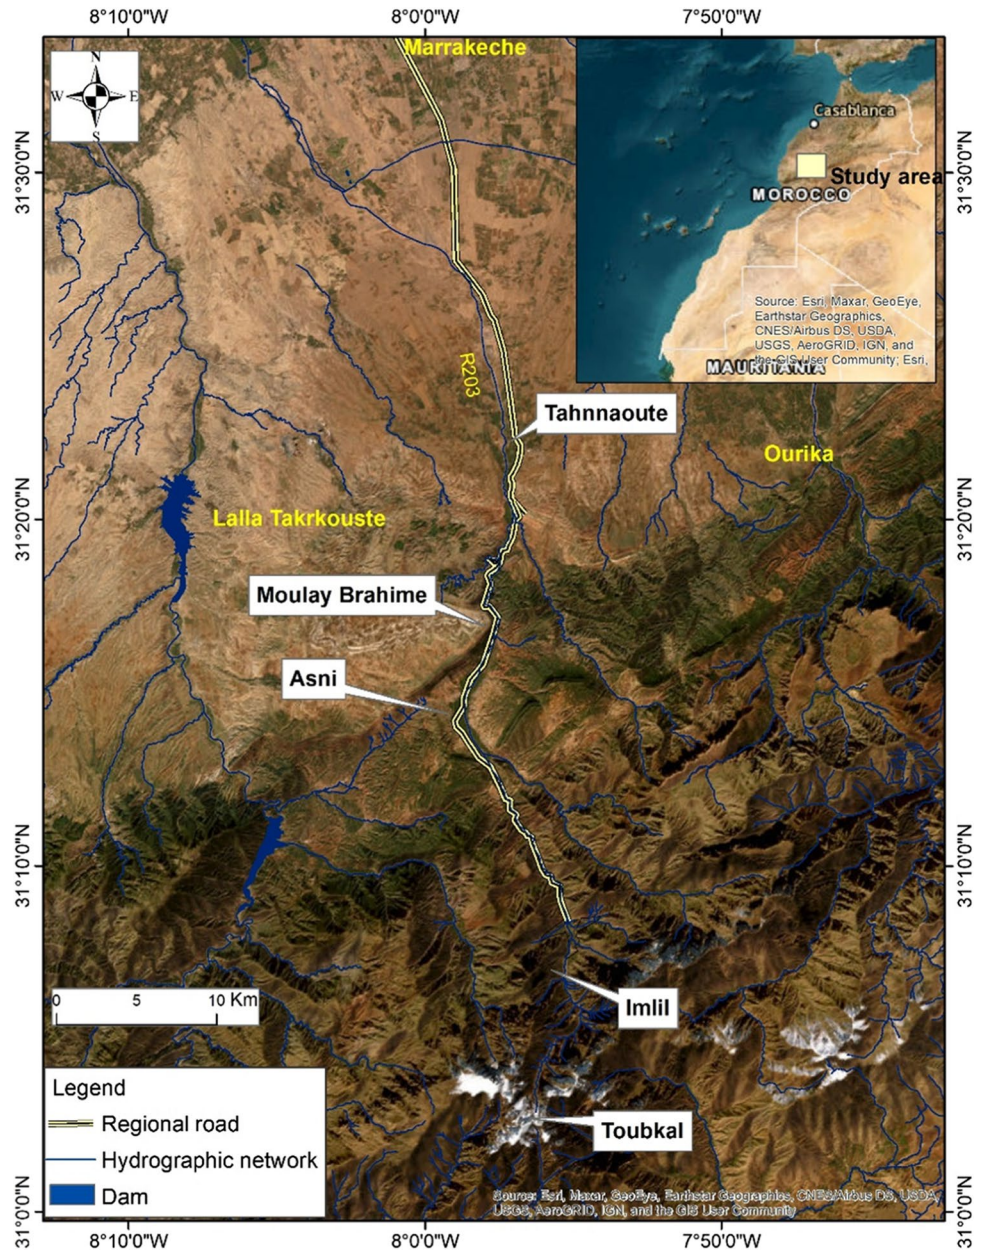 8°10'0"W
8°0'0"W
7°50'0"W
Marrakeche
N
W
E
S
Casablanca
Study area
MOROCCO
Source: Esri, Maxar, GeoEye,
Earthstar Geographics,
CNES/Airbus DS, USDA,
USGS, AeroGRID, IGN, and
the GIS User Community; Esri,
MAURITANIA
31°30'0"N
31°30'0"N
R203
Tahnnaoute
Ourika
Lalla Takrkouste
31°20'0"N
31°20'0"N
Moulay Brahime
Asni
31°10'0"N
31°10'0"N
Imlil
0 5 10 Km
Toubkal
Legend
Regional road
Hydrographic network
Dam
Source: Esri, Maxar, GeoEye, Earthstar Geographics, CNES/Airbus DS, USDA,
USGS, AeroGRID, IGN, and the GIS User Community
31°0'0"N
31°0'0"N
8°10'0"W
8°0'0"W
7°50'0"W